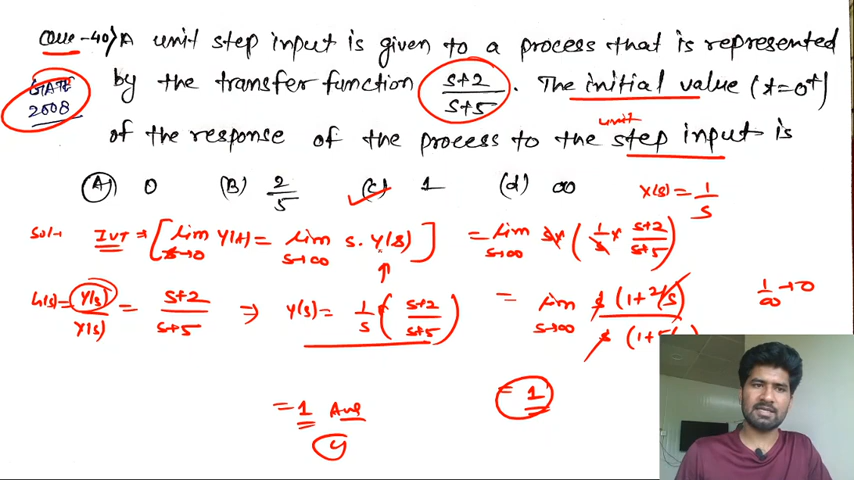 Que-40) A unit step input is given to a process that is represented
GATE 2008
by the transfer function (s+2)/(s+5). The initial value (t=0⁺)
unit
of the response of the process to the step input is
(A) 0 (B) 2/5 (c) 1 (d) ∞
X(s) = 1/s
Sol:- IVT ⇒ [lim s→0 Y(t) = lim s→∞ s.Y(s)] = lim s→∞ s× (1/s × (s+2)/(s+5))
= Y(s)/Y(s) = (s+2)/(s+5) ⇒ Y(s) = 1/s ((s+2)/(s+5)) = lim s→∞ s(1+2/s) / s(1+5/ 1/∞→0
= 1 Ans = 1